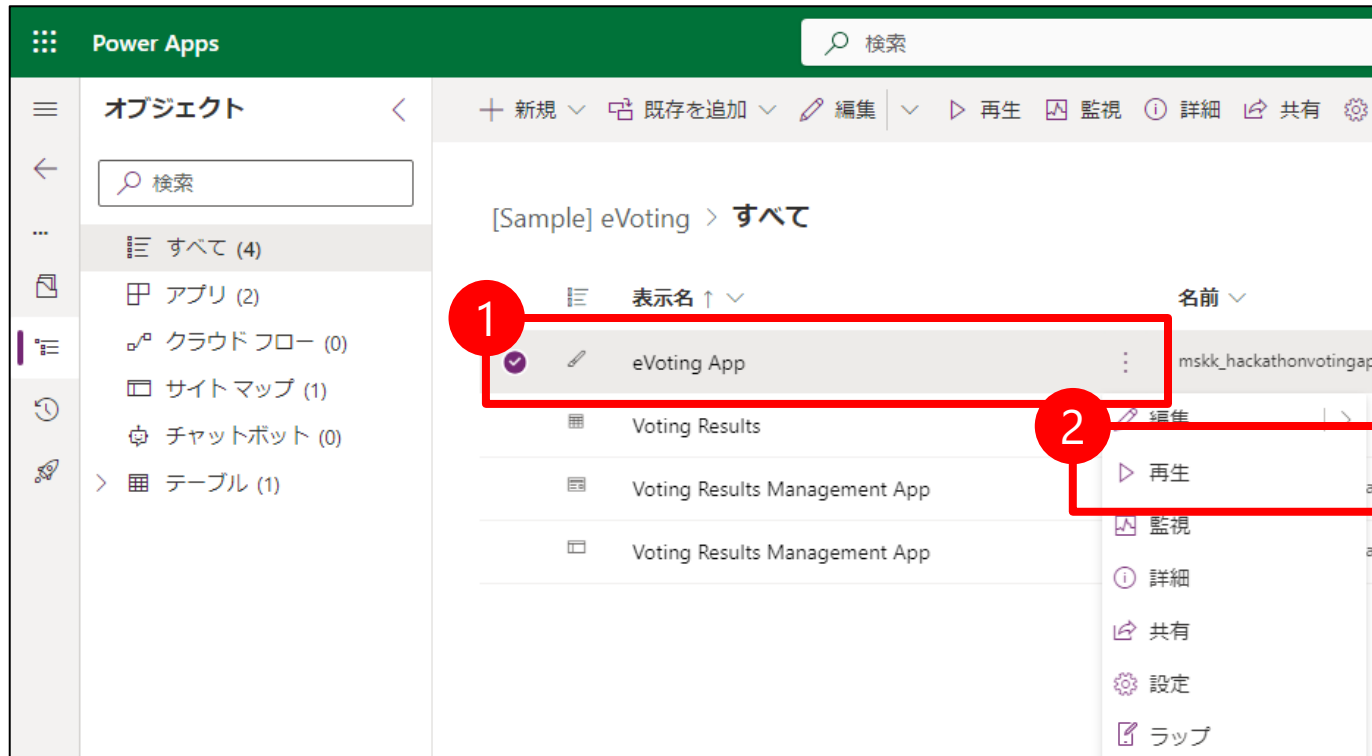 Power Apps
検索
オブジェクト
新規 既存を追加 編集 再生 監視 詳細 共有
検索
[Sample] eVoting > すべて
すべて (4)
アプリ (2)
クラウド フロー (0)
サイト マップ (1)
チャットボット (0)
テーブル (1)
表示名 ↑ 名前
1
eVoting App mskk_hackathonvotingap
Voting Results
Voting Results Management App
Voting Results Management App
2
編集
再生
監視
詳細
共有
設定
ラップ